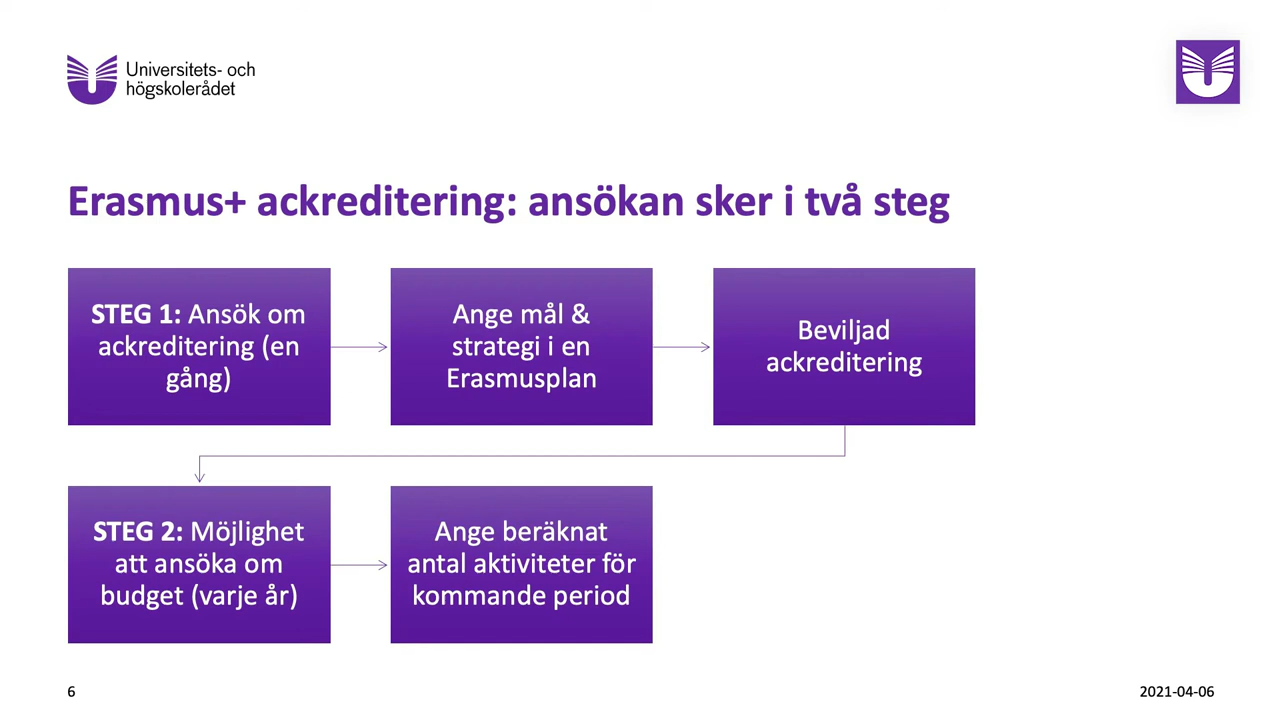 Universitets- och
högskolerådet
Erasmus+ ackreditering: ansökan sker i två steg
STEG 1: Ansök om
ackreditering (en
gång)
Ange mål &
strategi i en
Erasmusplan
Beviljad
ackreditering
STEG 2: Möjlighet
att ansöka om
budget (varje år)
Ange beräknat
antal aktiviteter för
kommande period
6
2021-04-06